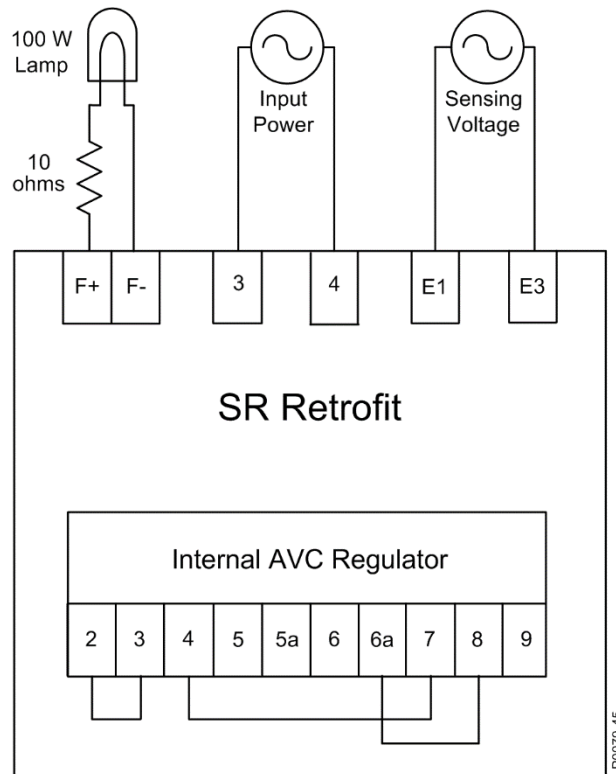 100 W
Lamp
10
ohms
Input
Power
Sensing
Voltage
F+ F- 3 4 E1 E3
SR Retrofit
Internal AVC Regulator
2 3 4 5 5a 6 6a 7 8 9